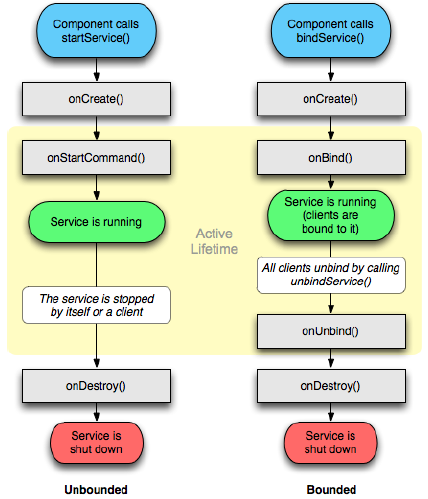 Component calls
startService()
onCreate()
onStartCommand()
Service is running
The service is stopped
by itself or a client
onDestroy()
Service is
shut down
Unbounded
Active
Lifetime
Component calls
bindService()
onCreate()
onBind()
Service is running
(clients are
bound to it)
All clients unbind by calling
unbindService()
onUnbind()
onDestroy()
Service is
shut down
Bounded